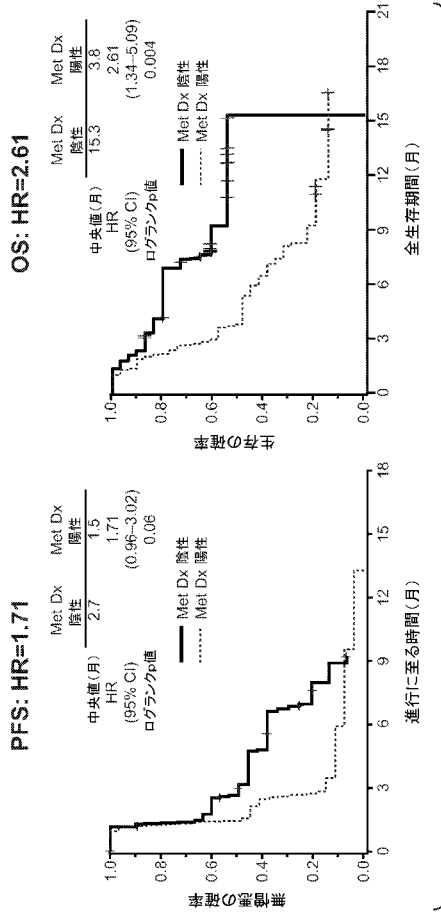 PFS: HR=1.71
Met Dx 陰性
Met Dx 陽性
中央値(月) 2.7 1.5
HR 1.71
(95% CI) (0.96–3.02)
ログランクp値 0.06
Met Dx 陰性
Met Dx 陽性
無憎悪の確率
1.0
0.8
0.6
0.4
0.2
0.0
0 3 6 9 12 15 18
進行に至る時間(月)
OS: HR=2.61
Met Dx 陰性
Met Dx 陽性
中央値(月) 15.3 3.8
HR 2.61
(95% CI) (1.34–5.09)
ログランクp値 0.004
Met Dx 陰性
Met Dx 陽性
生存の確率
1.0
0.8
0.6
0.4
0.2
0.0
0 3 6 9 12 15 18 21
全生存期間(月)